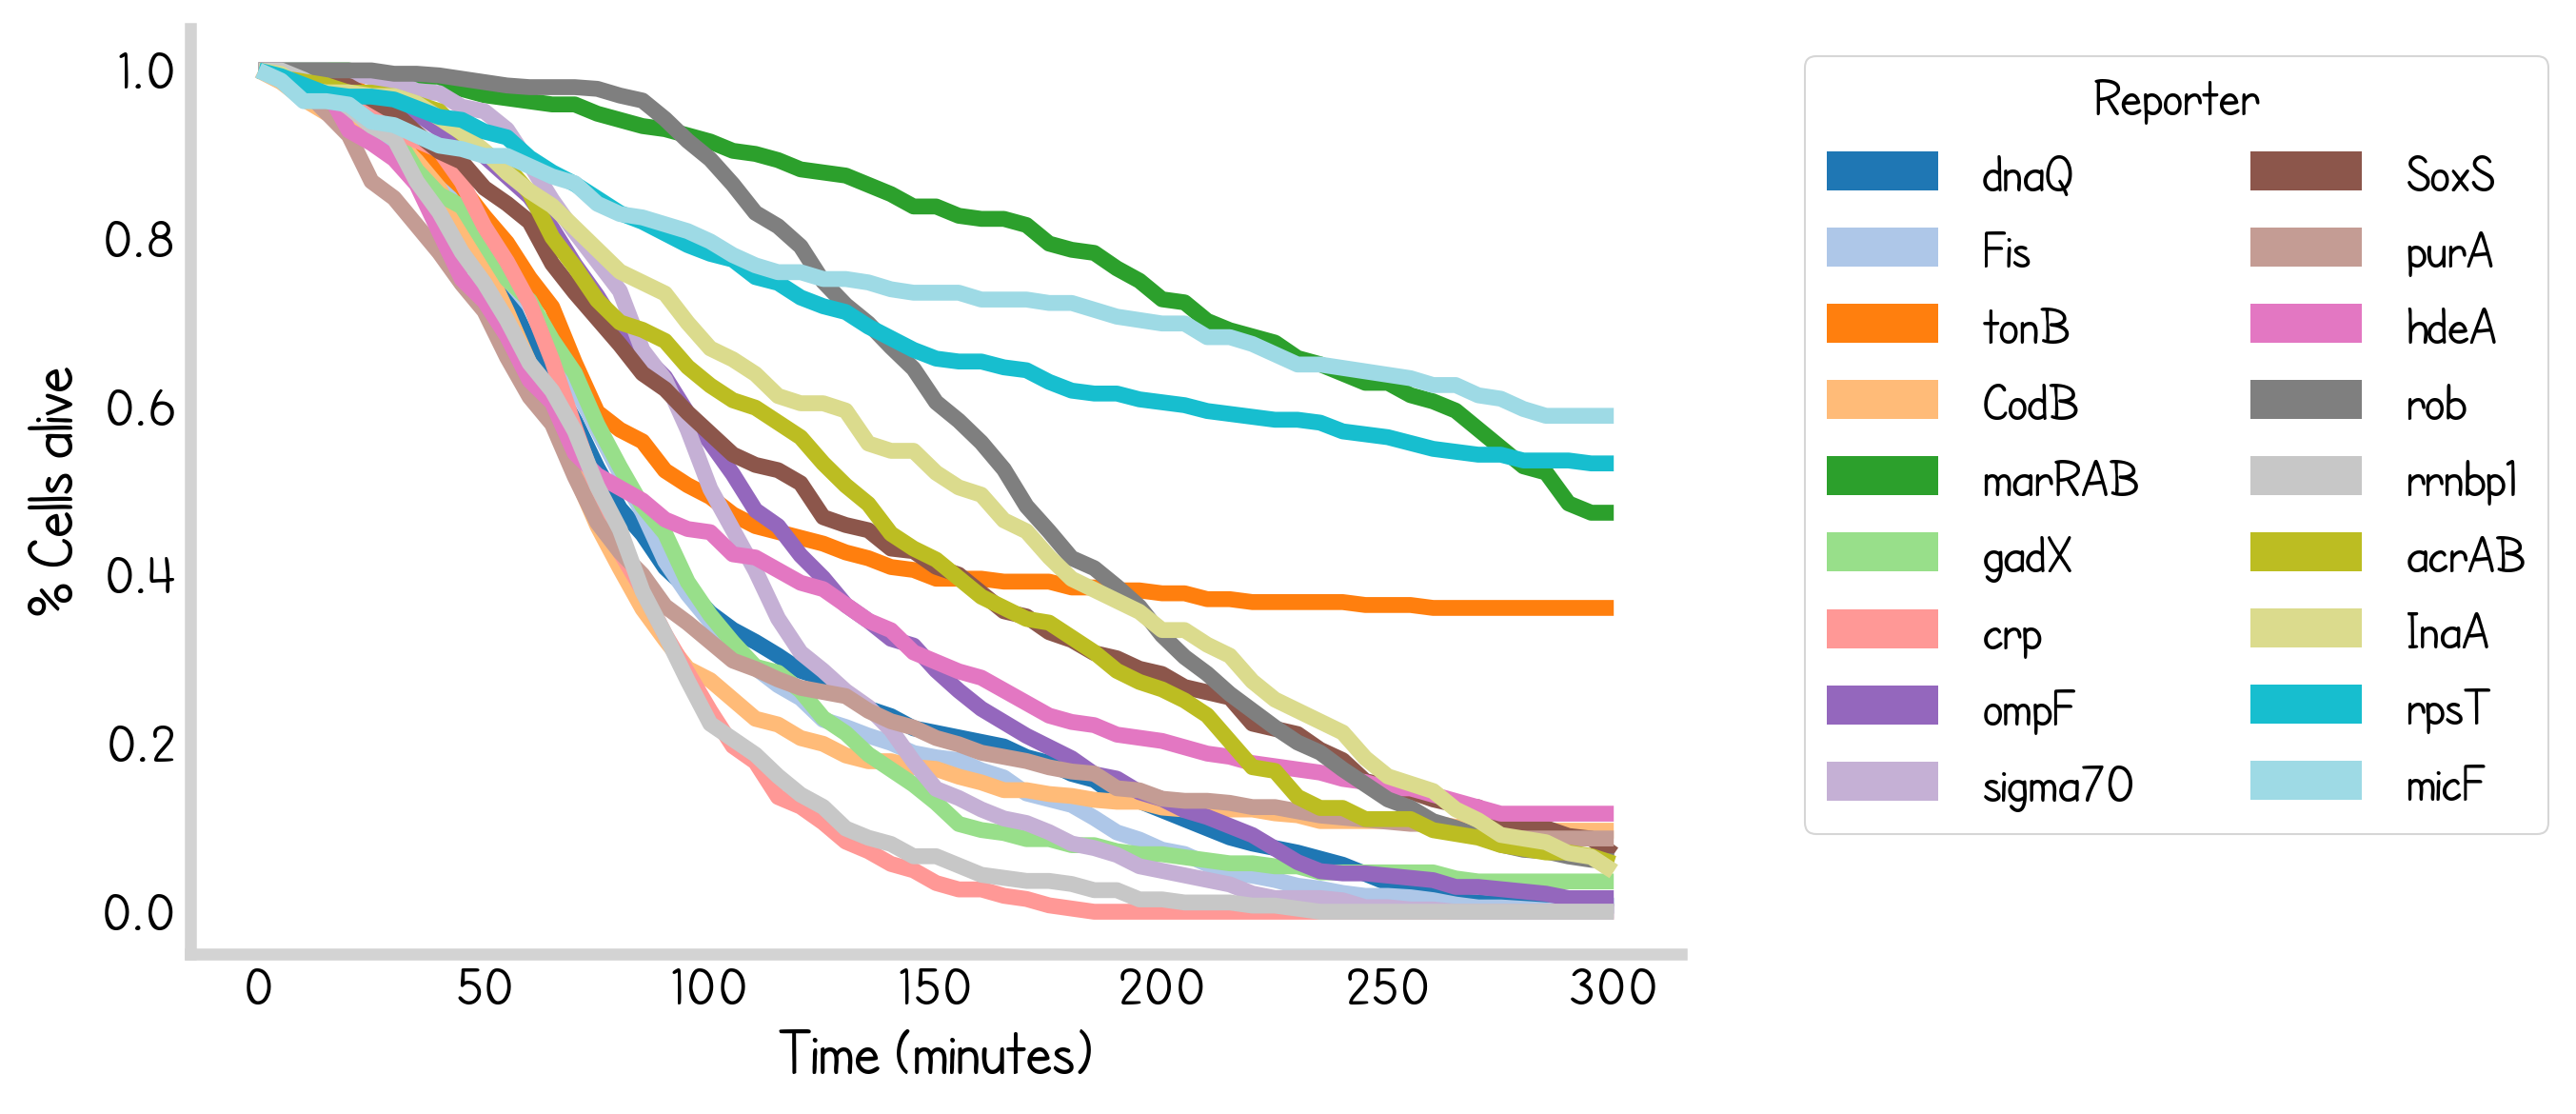 1.0
0.8
0.6
0.4
0.2
0.0
% Cells alive
0 50 100 150 200 250 300
Time (minutes)
Reporter
dnaQ SoxS
Fis purA
tonB hdeA
CodB rob
marRAB rrnbp1
gadX acrAB
crp InaA
ompF rpsT
sigma70 micF